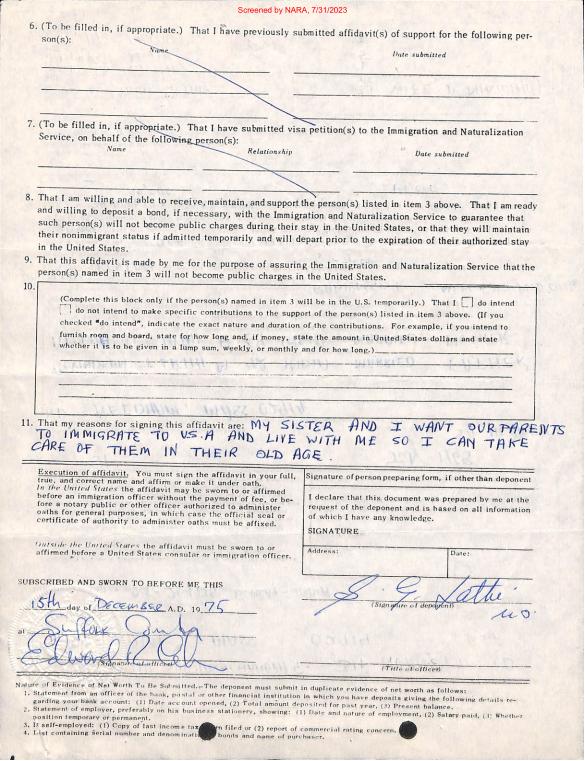 Screened by NARA, 7/31/2023
6. (To be filled in, if appropriate.) That I have previously submitted affidavit(s) of support for the following per-
son(s):
Name Date submitted
7. (To be filled in, if appropriate.) That I have submitted visa petition(s) to the Immigration and Naturalization
Service, on behalf of the following person(s):
Name Relationship Date submitted
8. That I am willing and able to receive, maintain, and support the person(s) listed in item 3 above. That I am ready
and willing to deposit a bond, if necessary, with the Immigration and Naturalization Service to guarantee that
such person(s) will not become public charges during their stay in the United States, or that they will maintain
their nonimmigrant status if admitted temporarily and will depart prior to the expiration of their authorized stay
in the United States.
9. That this affidavit is made by me for the purpose of assuring the Immigration and Naturalization Service that the
person(s) named in item 3 will not become public charges in the United States.
10.
(Complete this block only if the person(s) named in item 3 will be in the U.S. temporarily.) That I do intend
do not intend to make specific contributions to the support of the person(s) listed in item 3 above. (If you
checked "do intend", indicate the exact nature and duration of the contributions. For example, if you intend to
furnish room and board, state for how long and, if money, state the amount in United States dollars and state
whether it is to be given in a lump sum, weekly, or monthly and for how long.)
11. That my reasons for signing this affidavit are: MY SISTER AND I WANT OUR PARENTS
TO IMMIGRATE TO U.S.A AND LIVE WITH ME SO I CAN TAKE
CARE OF THEM IN THEIR OLD AGE.
Execution of affidavit. You must sign the affidavit in your full,
true, and correct name and affirm or make it under oath.
In the United States the affidavit may be sworn to or affirmed
before an immigration officer without the payment of fee, or be-
fore a notary public or other officer authorized to administer
oaths for general purposes, in which case the official seal or
certificate of authority to administer oaths must be affixed.
Outside the United States the affidavit must be sworn to or
affirmed before a United States consular or immigration officer.
Signature of person preparing form, if other than deponent
I declare that this document was prepared by me at the
request of the deponent and is based on all information
of which I have any knowledge.
SIGNATURE
Address: Date:
SUBSCRIBED AND SWORN TO BEFORE ME THIS
15th day of DECEMBER A.D. 1975
(Signature of deponent)
at Suffolk
Edward
(Signature of officer) (Title of officer)
Nature of Evidence of Net Worth To Be Submitted. The deponent must submit in duplicate evidence of net worth as follows:
1. Statement from an officer of the bank, postal or other financial institution in which you have deposits giving the following details re-
garding your bank account: (1) Date account opened, (2) Total amount deposited for past year, (3) Present balance.
2. Statement of employer, preferably on his business stationery, showing: (1) Date and nature of employment, (2) Salary paid, (3) Whether
position temporary or permanent.
3. If self-employed: (1) Copy of last income tax filed or (2) report of commercial rating concern.
4. List containing serial number and bonds and name of purchaser.